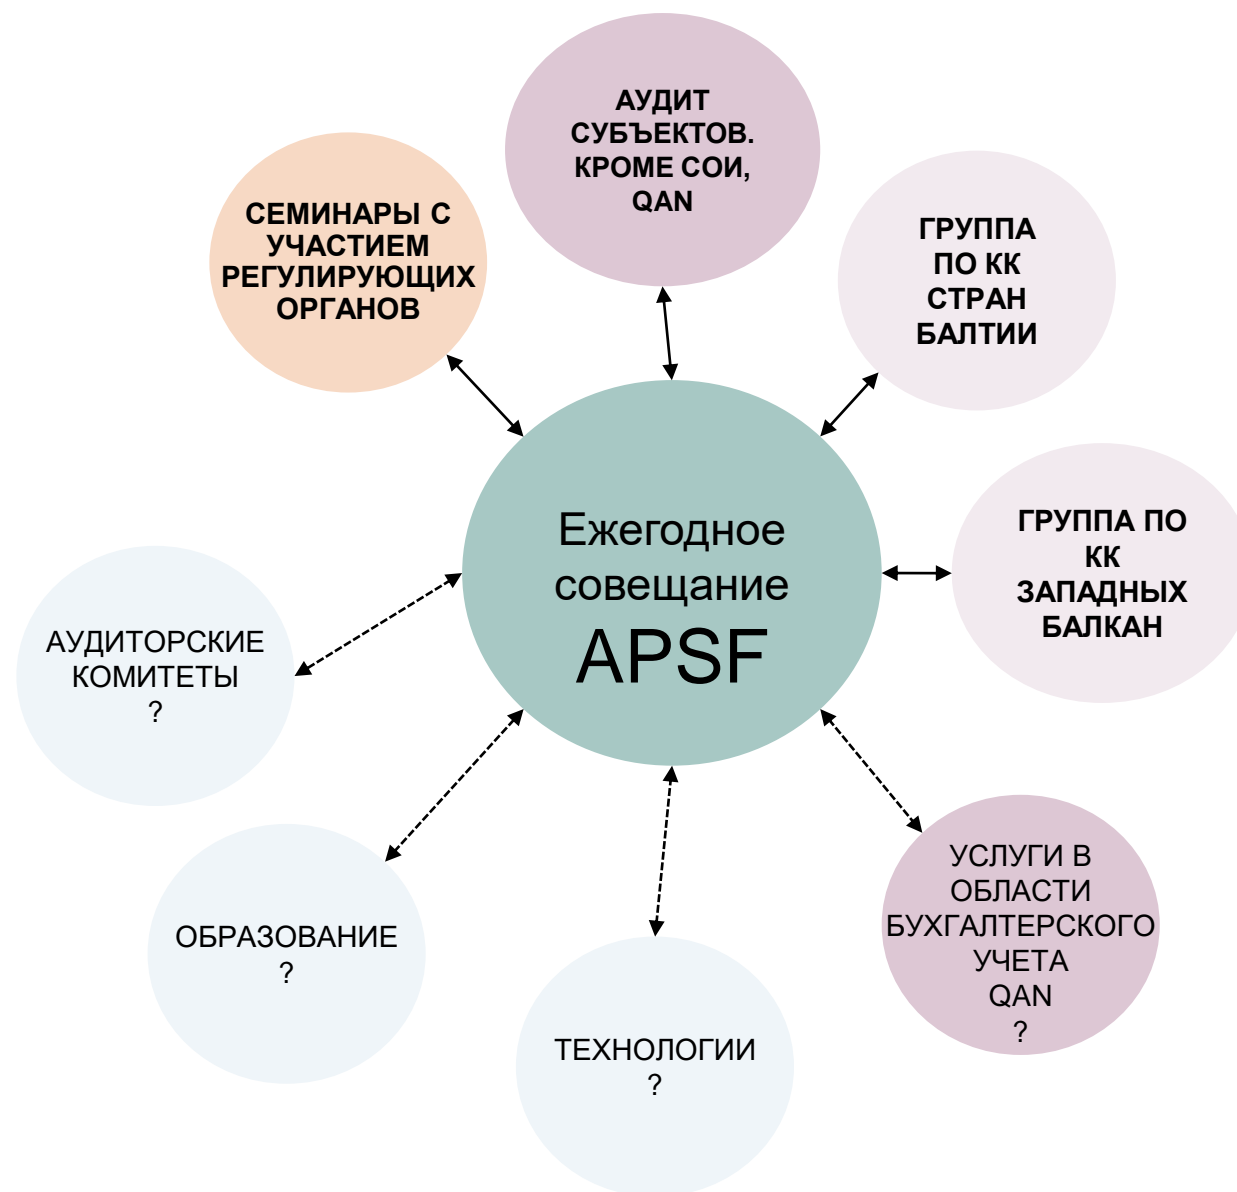 АУДИТ
СУБЪЕКТОВ.
КРОМЕ СОИ,
QAN
СЕМИНАРЫ С
УЧАСТИЕМ
РЕГУЛИРУЮЩИХ
ОРГАНОВ
ГРУППА
ПО КК
СТРАН
БАЛТИИ
ГРУППА ПО
КК
ЗАПАДНЫХ
БАЛКАН
Ежегодное
совещание
APSF
АУДИТОРСКИЕ
КОМИТЕТЫ
?
ОБРАЗОВАНИЕ
?
ТЕХНОЛОГИИ
?
УСЛУГИ В
ОБЛАСТИ
БУХГАЛТЕРСКОГО
УЧЕТА
QAN
?